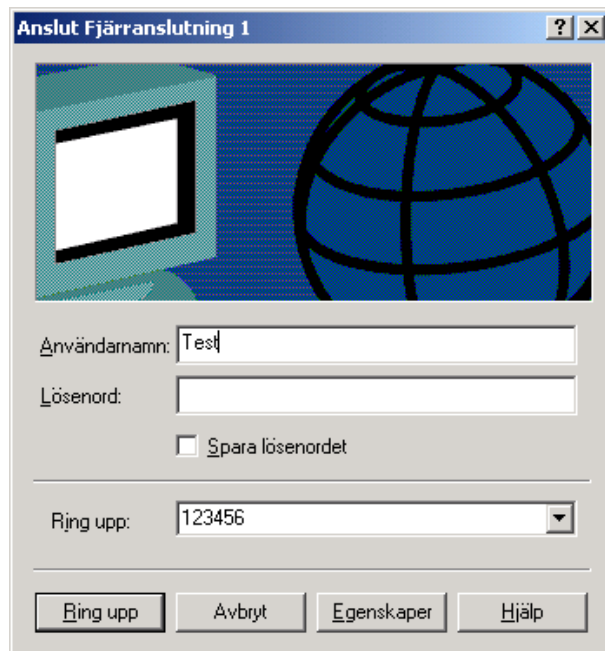 Anslut Fjärranslutning 1
Användarnamn: Test
Lösenord:
Spara lösenordet
Ring upp: 123456
Ring upp Avbryt Egenskaper Hjälp